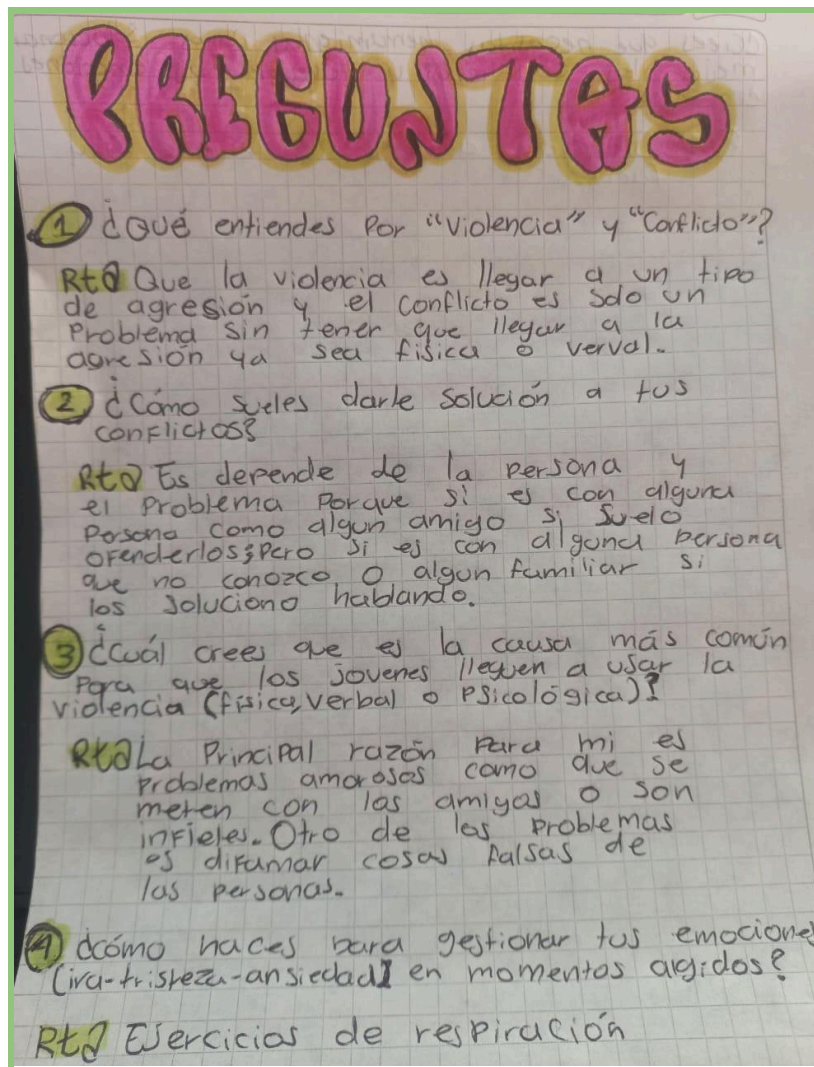 PREGUNTAS
1 ¿Qué entiendes Por "Violencia" y "Conflicto"?
Rta Que la violencia es llegar a un tipo
de agresión y el conflicto es solo un
Problema sin tener que llegar a la
agresión ya sea física o verval.
2 ¿Cómo sueles darle solución a tus
conflictos?
Rta Es depende de la persona y
el Problema Porque si es con alguna
Persona como algun amigo si suelo
ofenderlos; pero si es con alguna persona
que no conozco o algun familiar si
los soluciono hablando.
3 ¿Cuál crees que es la causa más común
Para que los jovenes lleguen a usar la
violencia (física, verbal o Psicológica)?
Rta La Principal razón Para mi es
problemas amorosos como que se
meten con las amigas o son
infieles. Otro de los problemas
es difamar cosas falsas de
las personas.
4 ¿cómo haces para gestionar tus emociones
(ira-tristeza-ansiedad) en momentos algidos?
Rta Ejercicios de respiración